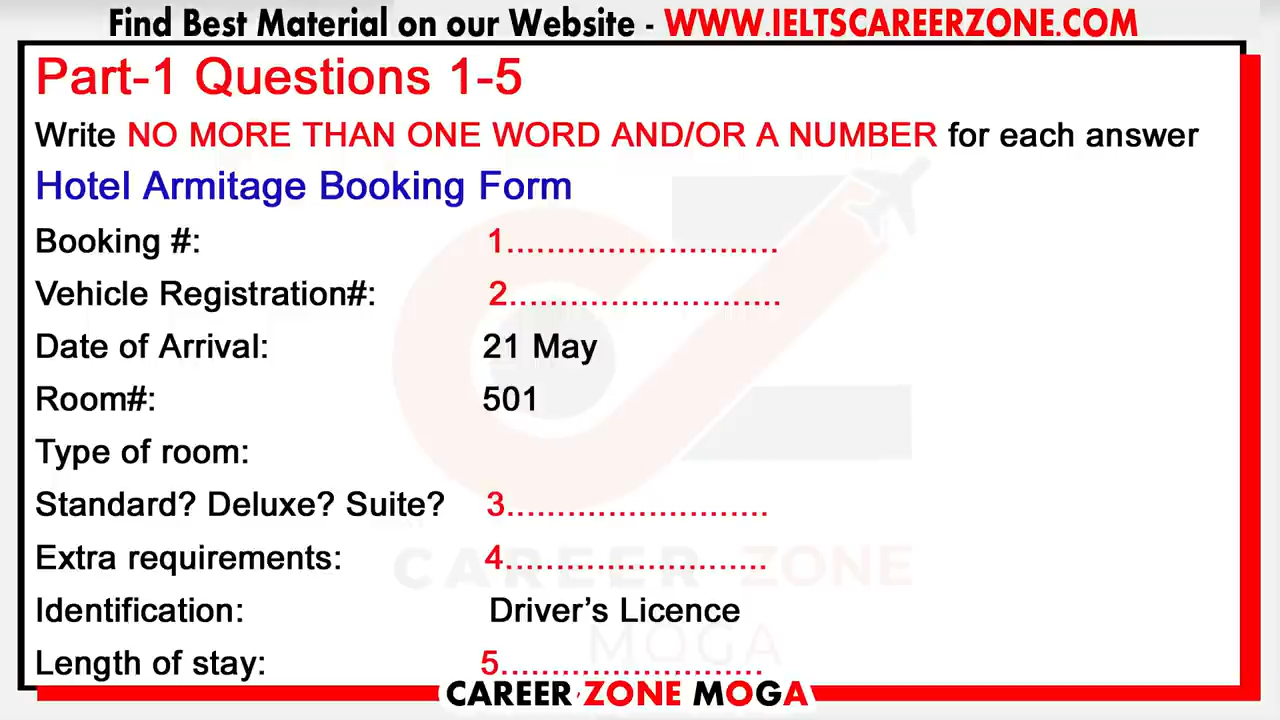 Find Best Material on our Website - WWW.IELTSCAREERZONE.COM
Part-1 Questions 1-5
Write NO MORE THAN ONE WORD AND/OR A NUMBER for each answer
Hotel Armitage Booking Form
Booking #: 1...........................
Vehicle Registration#: 2...........................
Date of Arrival: 21 May
Room#: 501
Type of room:
Standard? Deluxe? Suite? 3..........................
Extra requirements: 4..........................
CAREER ZONE
Identification: Driver's Licence
MOGA
Length of stay: 5..........................
CAREER ZONE MOGA